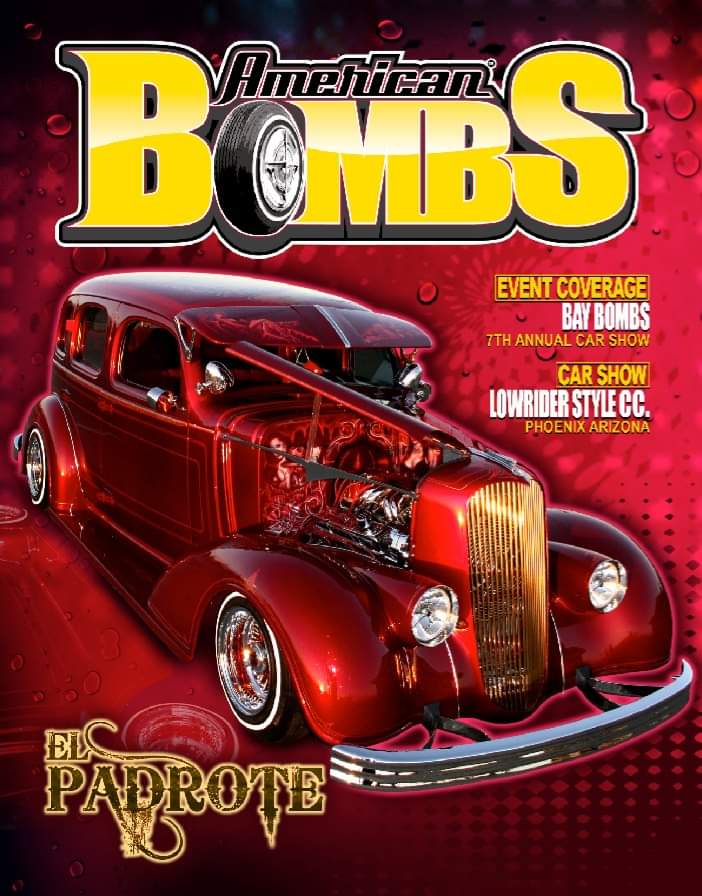 American
BOMBS
EVENT COVERAGE
BAY BOMBS
7TH ANNUAL CAR SHOW
CAR SHOW
LOWRIDER STYLE CC.
PHOENIX ARIZONA
EL
PADROTE